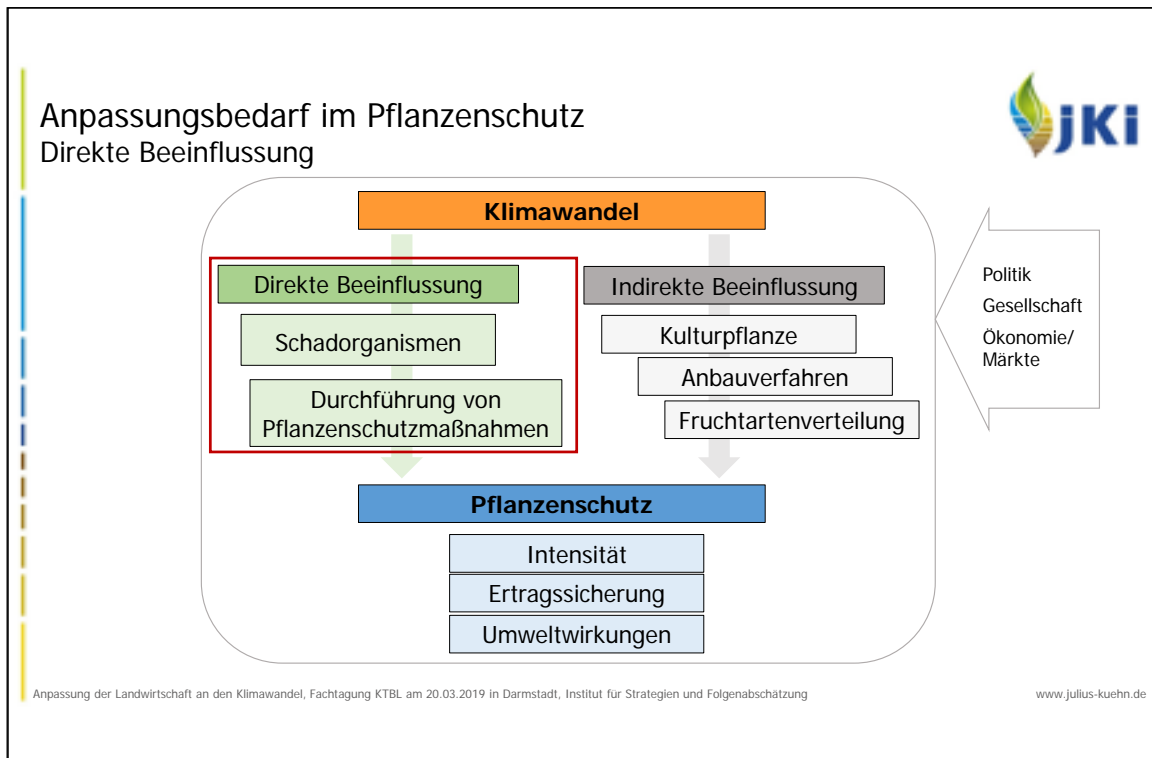 Anpassungsbedarf im Pflanzenschutz
Direkte Beeinflussung
jKi
Klimawandel
Direkte Beeinflussung
Schadorganismen
Durchführung von
Pflanzenschutzmaßnahmen
Indirekte Beeinflussung
Kulturpflanze
Anbauverfahren
Fruchtartenverteilung
Politik
Gesellschaft
Ökonomie/
Märkte
Pflanzenschutz
Intensität
Ertragssicherung
Umweltwirkungen
Anpassung der Landwirtschaft an den Klimawandel, Fachtagung KTBL am 20.03.2019 in Darmstadt, Institut für Strategien und Folgenabschätzung
www.julius-kuehn.de